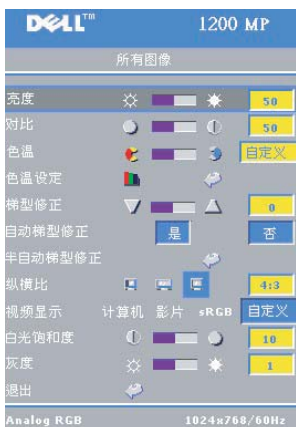 DELL™ 1200 MP
所有图像
亮度 50
对比 50
色温 自定义
色温设定
梯型修正 0
自动梯型修正 是 否
半自动梯型修正
纵横比 4:3
视频显示 计算机 影片 sRGB 自定义
白光饱和度 10
灰度 1
退出
Analog RGB 1024x768/60Hz